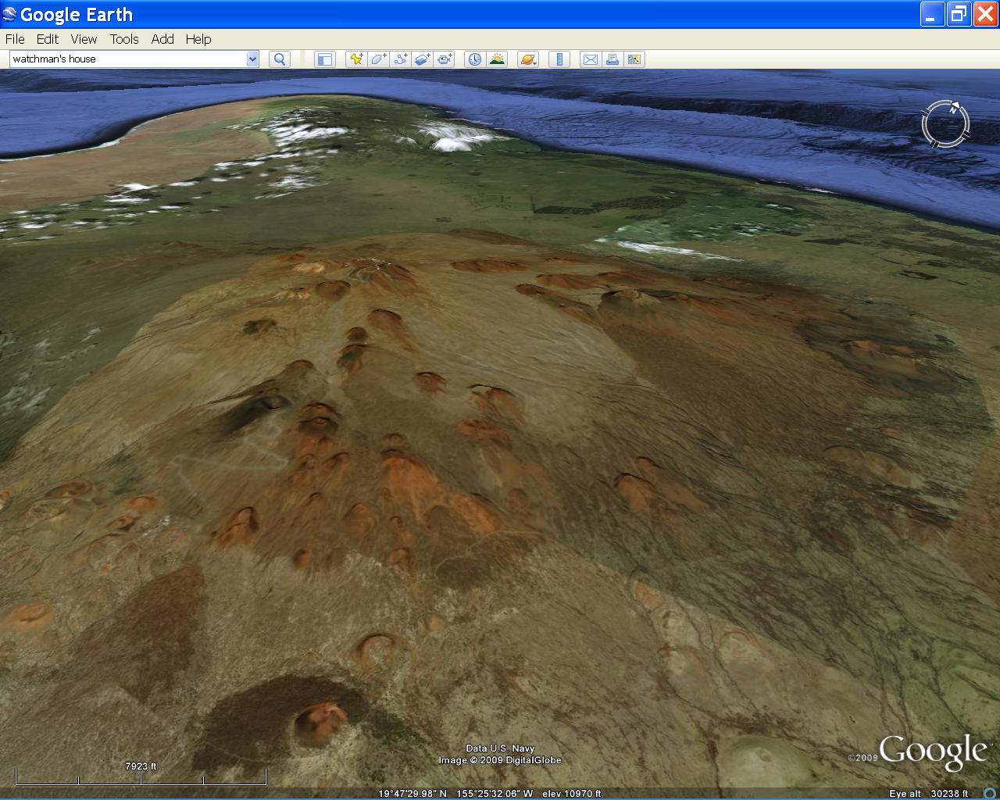 Google Earth
File Edit View Tools Add Help
watchman's house
N
Data U.S. Navy
Image © 2009 DigitalGlobe
©2009 Google™
7923 ft
19°47'29.98" N 155°25'32.06" W elev 10970 ft
Eye alt 30238 ft